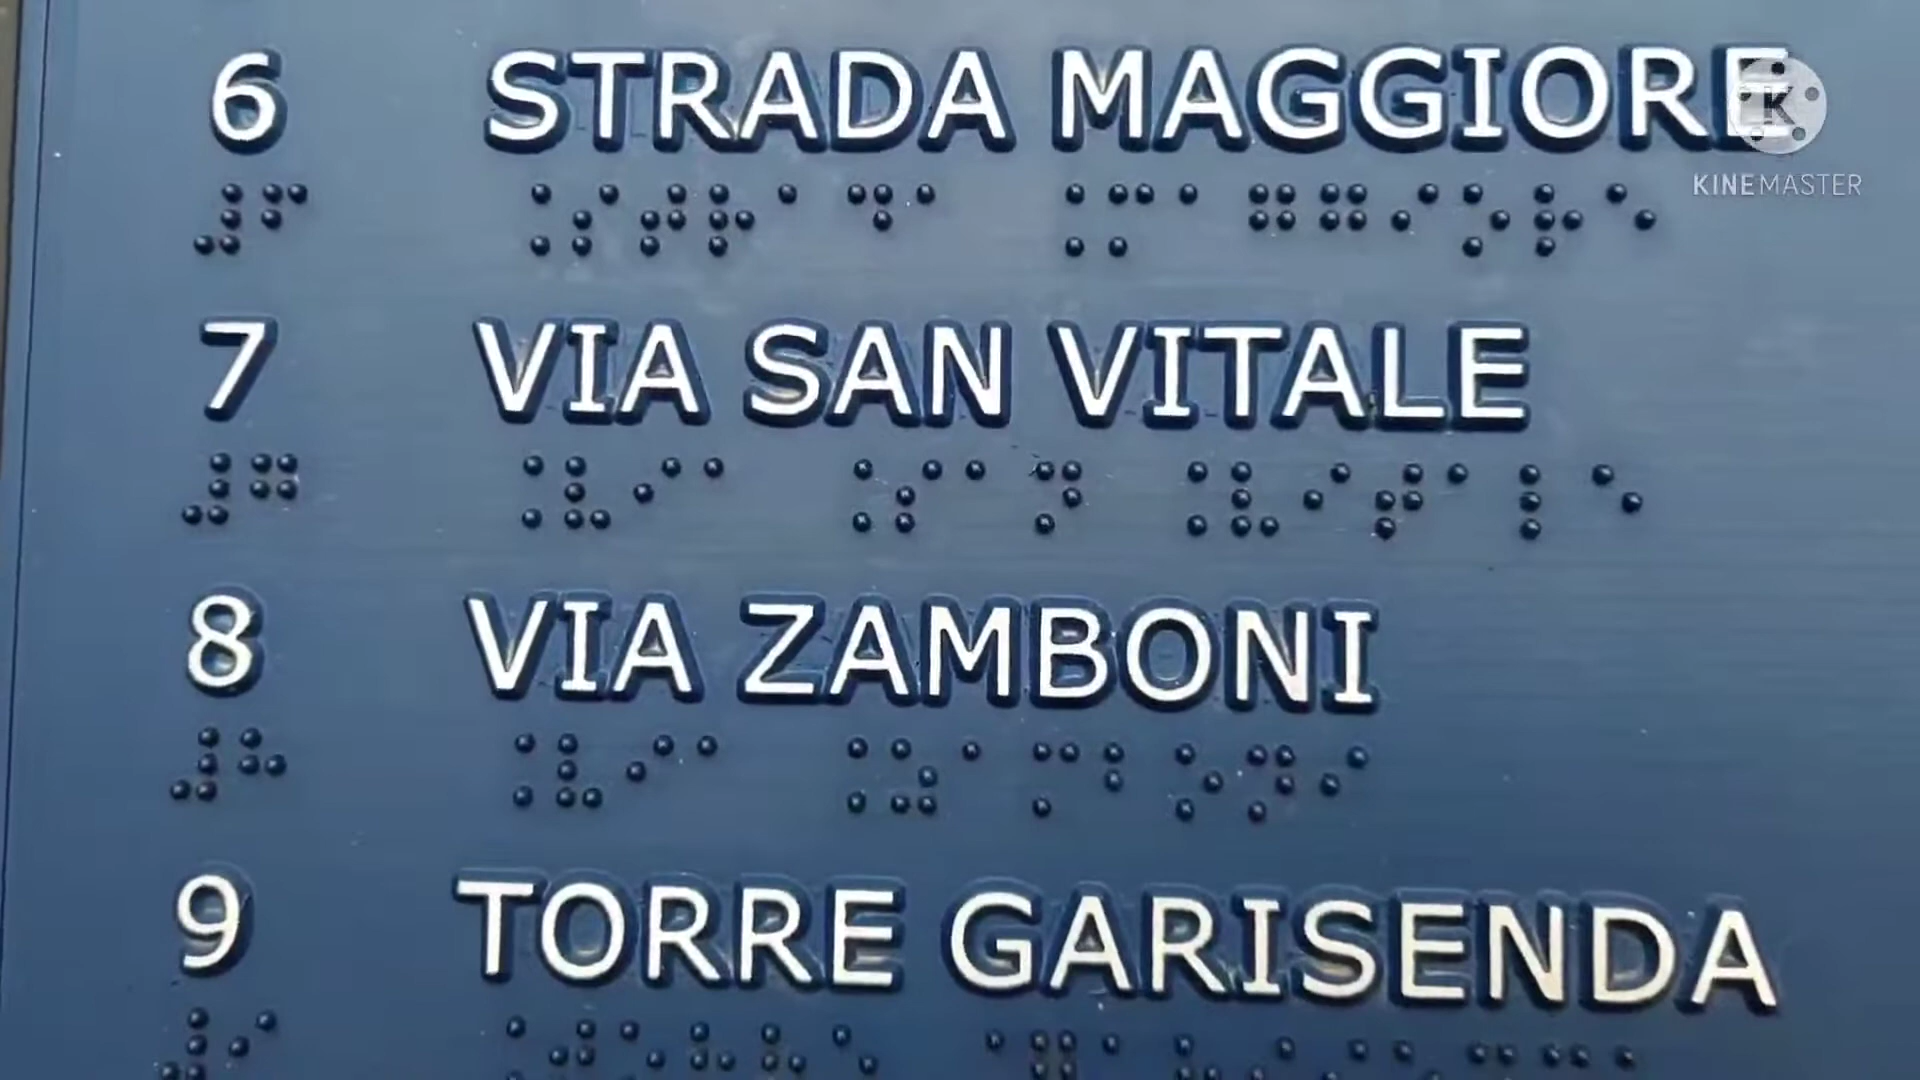 6 STRADA MAGGIORE
⠼⠋ ⠅⠎⠞⠗⠁⠙⠁ ⠅⠍⠁⠛⠛⠊⠕⠗⠑
7 VIA SAN VITALE
⠼⠛ ⠅⠧⠊⠁ ⠅⠎⠁⠝ ⠅⠧⠊⠞⠁⠇⠑
8 VIA ZAMBONI
⠼⠓ ⠅⠧⠊⠁ ⠅⠵⠁⠍⠃⠕⠝⠊
9 TORRE GARISENDA
KINEMASTER